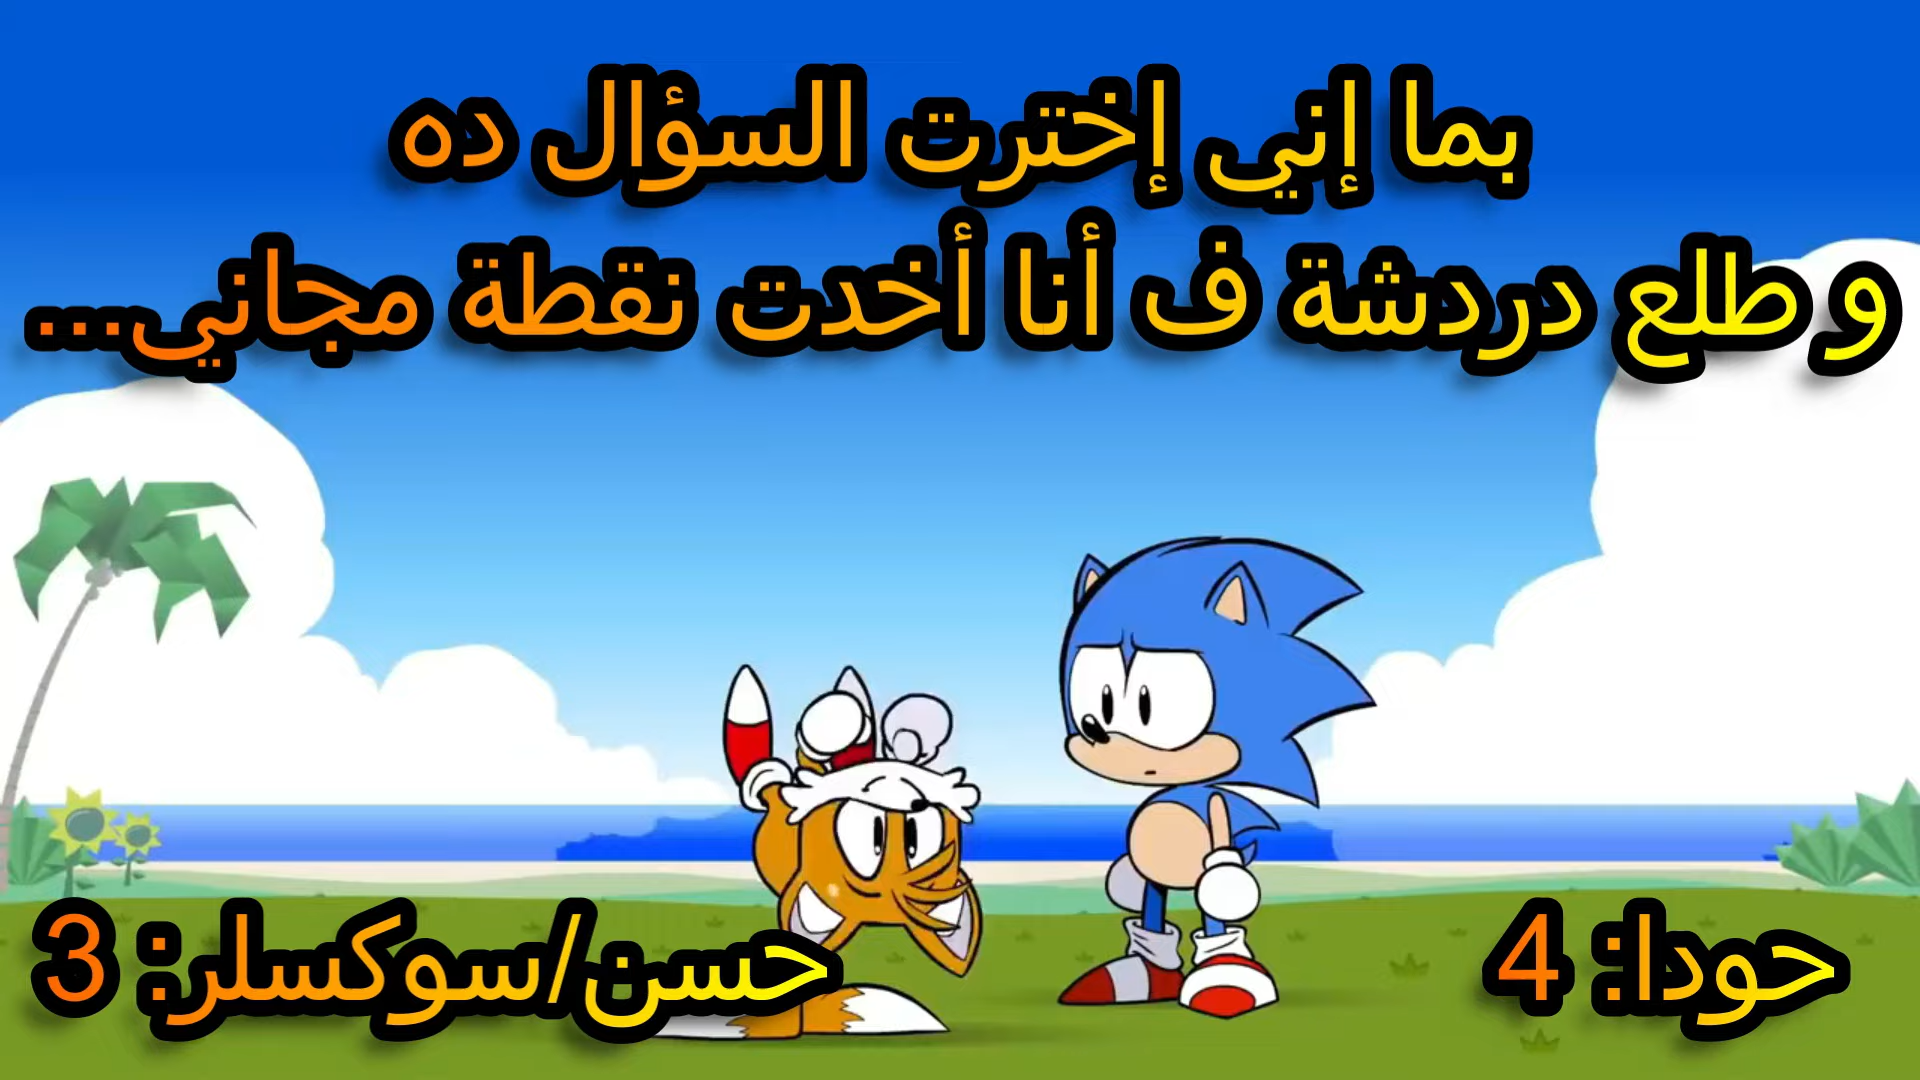 بما إني إخترت السؤال ده
و طلع دردشة ف أنا أخدت نقطة مجاني...
حودا: 4
حسن/سوكسلر: 3